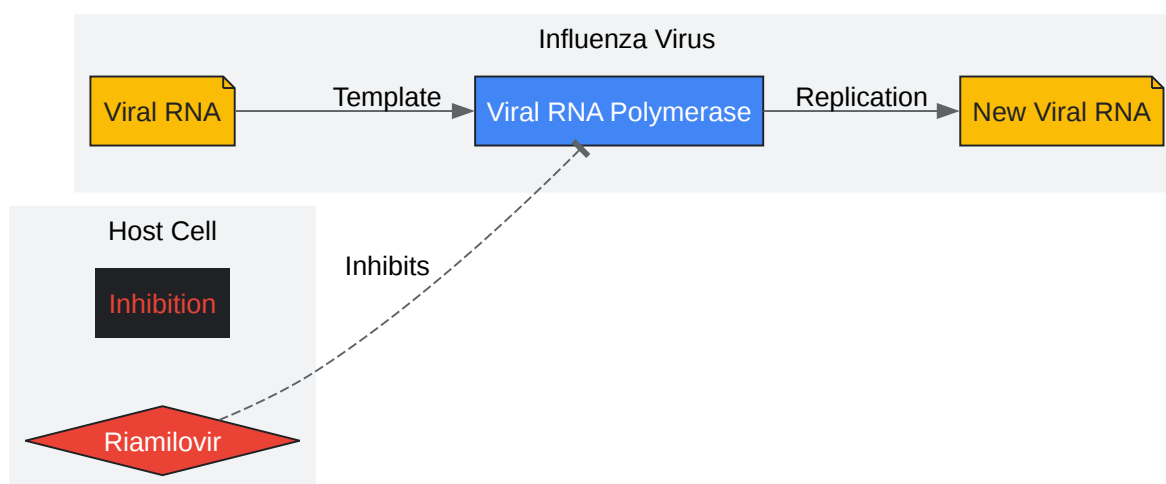 Influenza Virus
Viral RNA
Template
Viral RNA Polymerase
Replication
New Viral RNA
Host Cell
Inhibits
Inhibition
Riamilovir